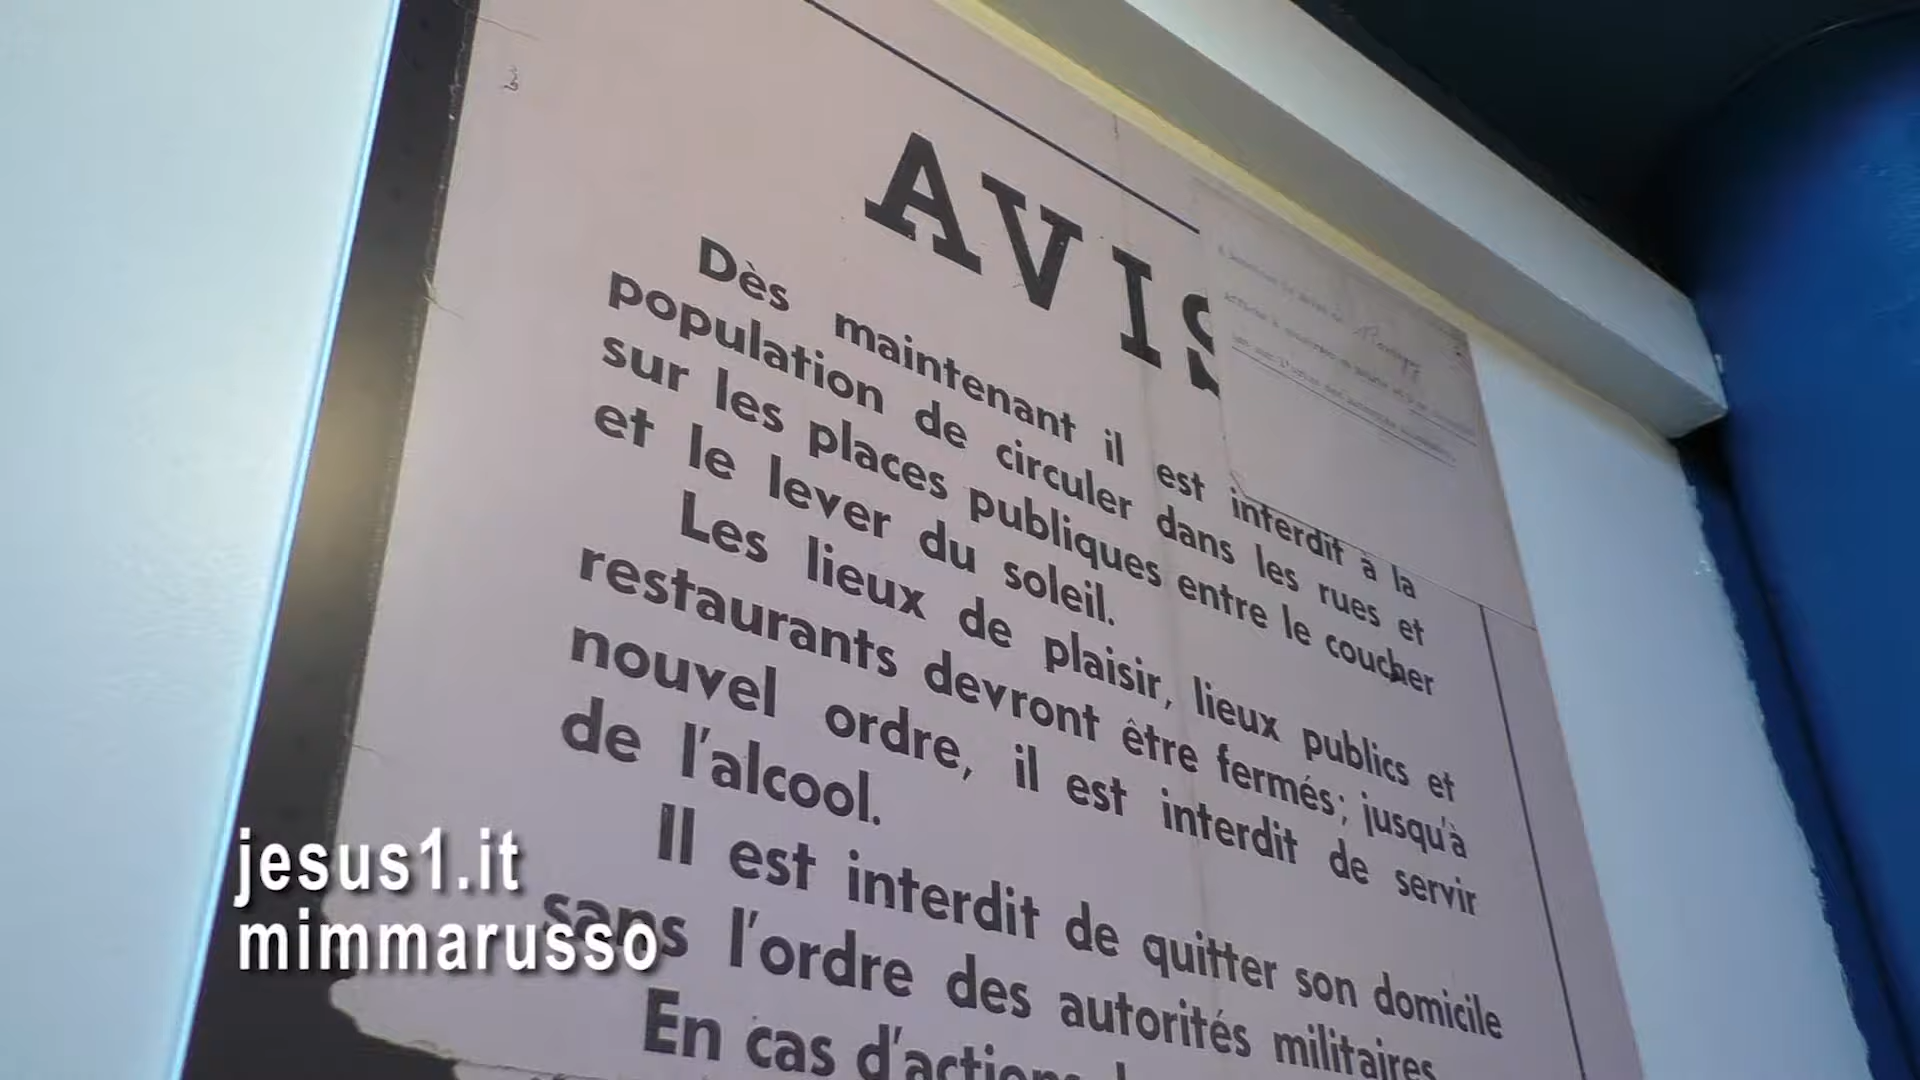 AVIS
Dès maintenant il est interdit à la
population de circuler dans les rues et
sur les places publiques entre le coucher
et le lever du soleil.
Les lieux de plaisir, lieux publics et
restaurants devront être fermés; jusqu'à
nouvel ordre, il est interdit de servir
de l'alcool.
Il est interdit de quitter son domicile
sans l'ordre des autorités militaires
En cas
jesus1.it
mimmarusso